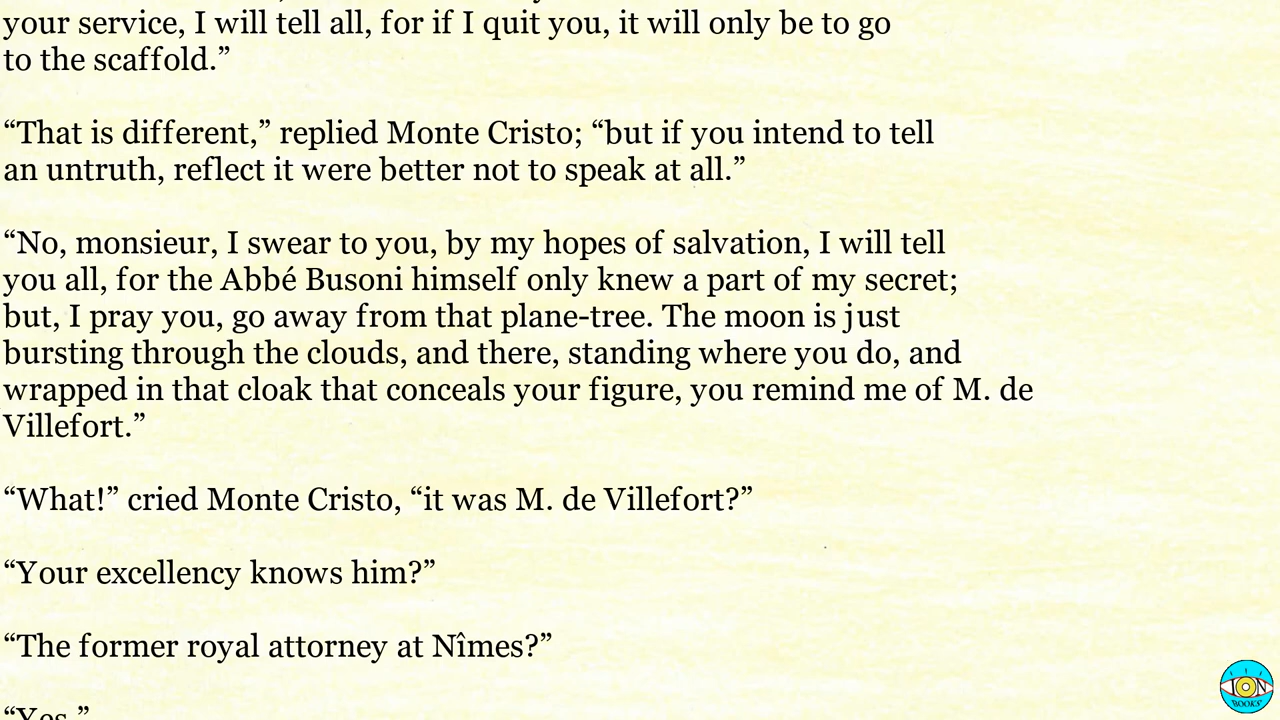 your service, I will tell all, for if I quit you, it will only be to go
to the scaffold.”
“That is different,” replied Monte Cristo; “but if you intend to tell
an untruth, reflect it were better not to speak at all.”
“No, monsieur, I swear to you, by my hopes of salvation, I will tell
you all, for the Abbé Busoni himself only knew a part of my secret;
but, I pray you, go away from that plane-tree. The moon is just
bursting through the clouds, and there, standing where you do, and
wrapped in that cloak that conceals your figure, you remind me of M. de
Villefort.”
“What!” cried Monte Cristo, “it was M. de Villefort?”
“Your excellency knows him?”
“The former royal attorney at Nîmes?”
“Yes.”
ION
BOOKS